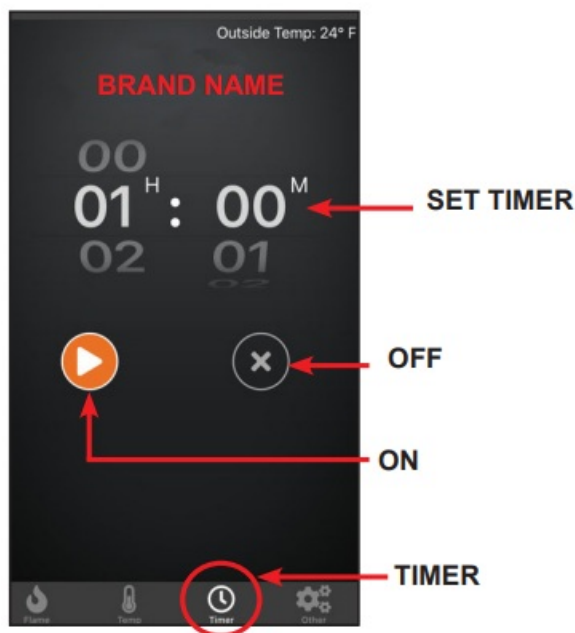 Outside Temp: 24° F
BRAND NAME
00
01 H : 00 M
SET TIMER
02 01
02
OFF
ON
TIMER
Flame Temp Timer Other